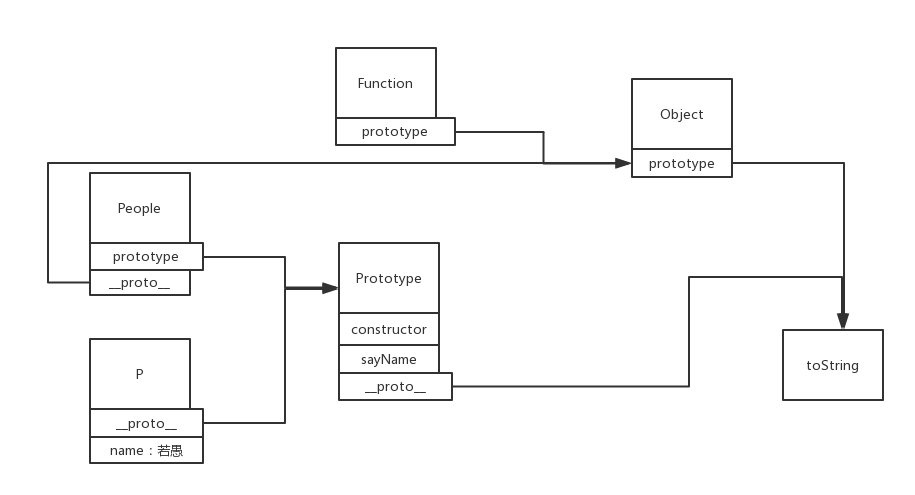 Function
prototype
Object
prototype
People
prototype
__proto__
Prototype
constructor
sayName
__proto__
P
__proto__
name：若愚
toString